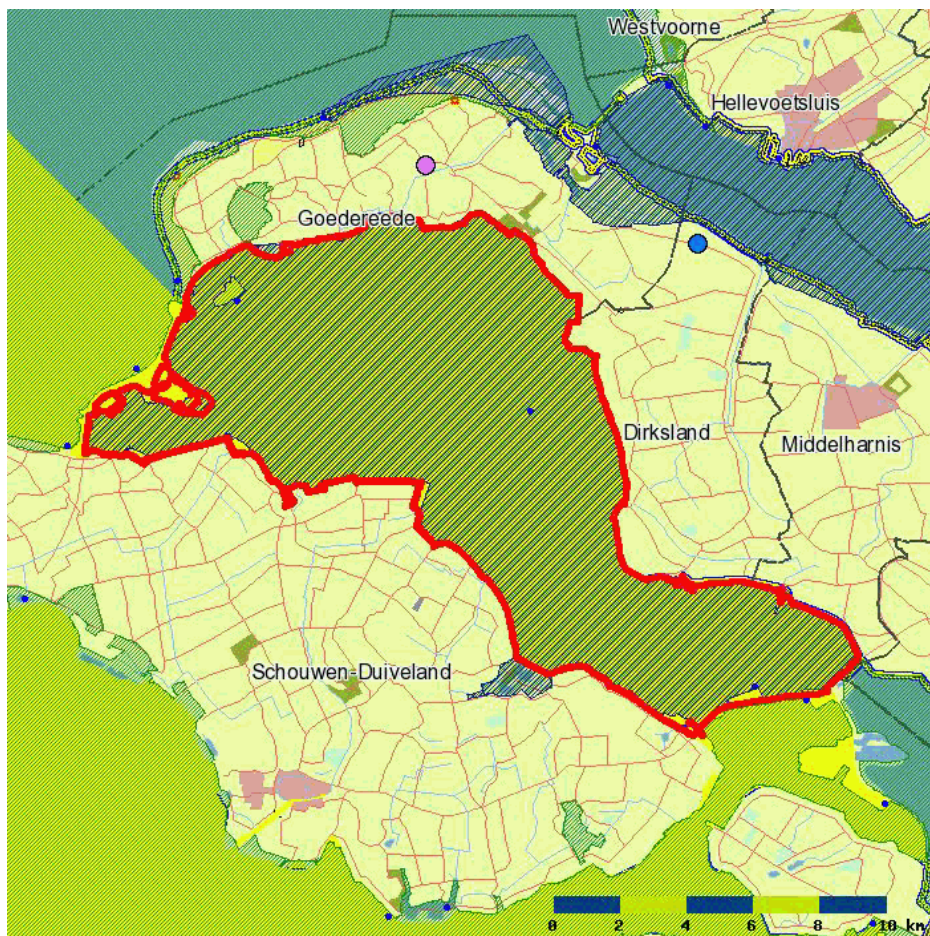 Westvoorne
Hellevoetsluis
Goedereede
Dirksland
Middelharnis
Schouwen-Duiveland
0 2 4 6 8 10 km